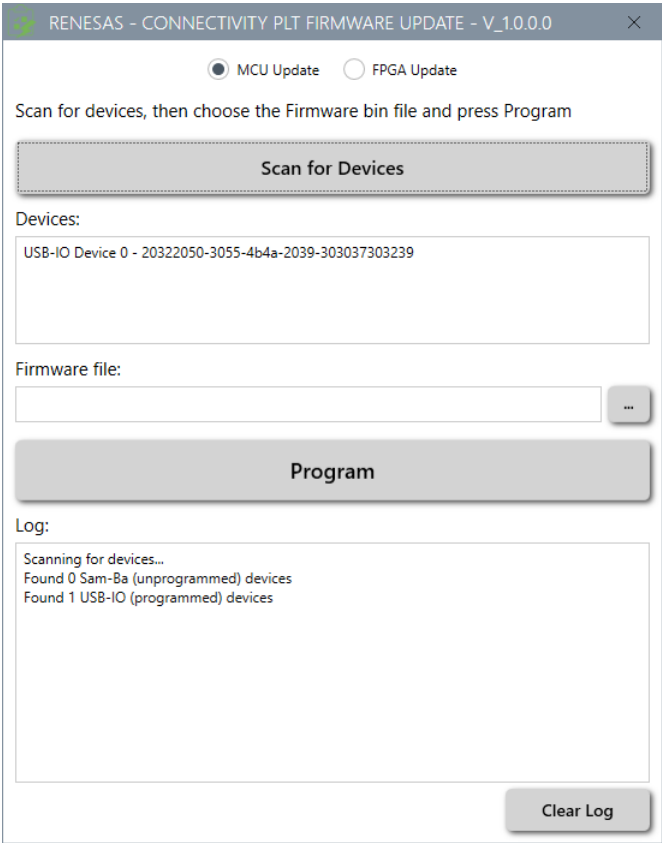 RENESAS - CONNECTIVITY PLT FIRMWARE UPDATE - V_1.0.0.0
MCU Update FPGA Update
Scan for devices, then choose the Firmware bin file and press Program
Scan for Devices
Devices:
USB-IO Device 0 - 20322050-3055-4b4a-2039-303037303239
Firmware file:
...
Program
Log:
Scanning for devices...
Found 0 Sam-Ba (unprogrammed) devices
Found 1 USB-IO (programmed) devices
Clear Log